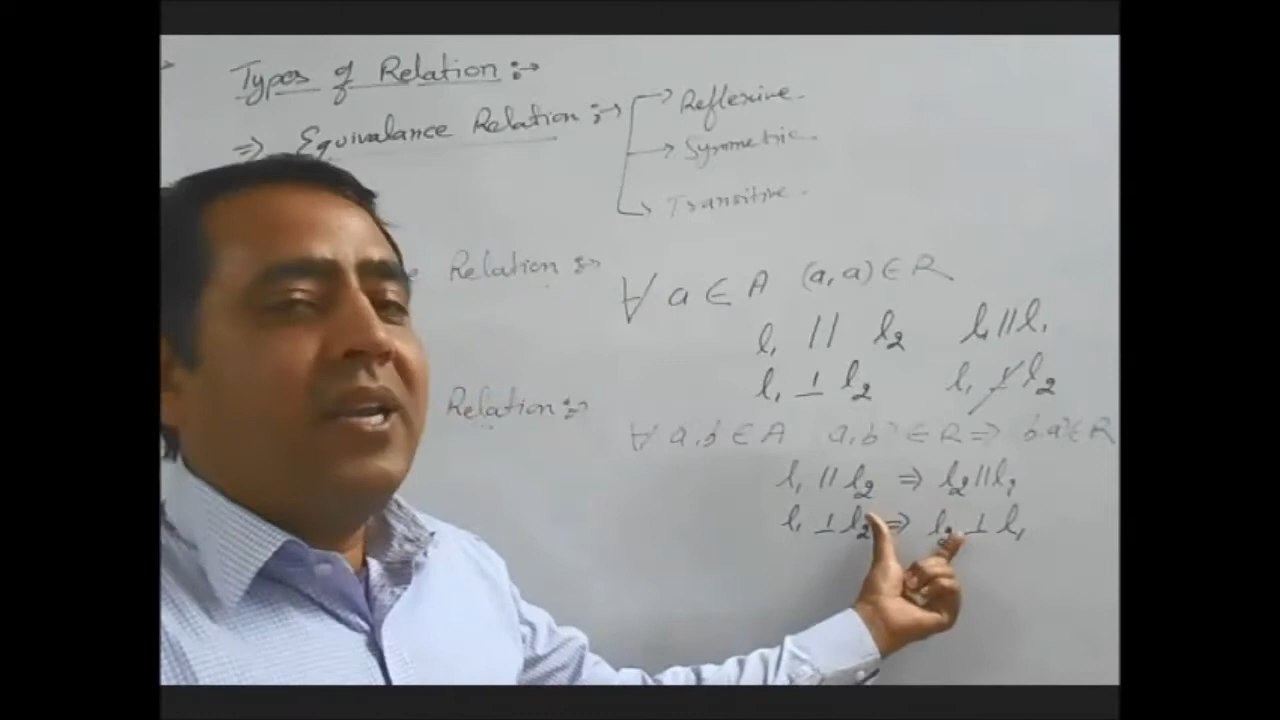 Types of Relation :→
⇒ Equivalance Relation :→
→ Reflexive.
→ Symmetric.
→ Transitive.
Relation :→
∀ a ∈ A (a, a) ∈ R
l₁ // l₂ l₁ // l₁
l₁ ⊥ l₂ l₁ ⊥̸ l₂
Relation :→
∀ a, b ∈ A a, b ∈ R ⇒ b a ∈ R
l₁ // l₂ ⇒ l₂ // l₁
l₁ ⊥ l₂ ⇒ l₂ ⊥ l₁